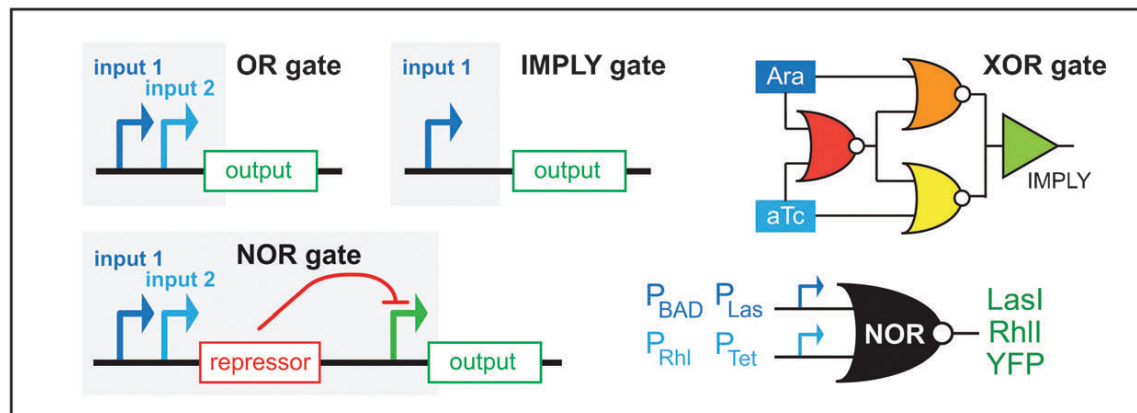 input 1
input 2
OR gate
output
input 1
IMPLY gate
output
Ara
XOR gate
aTc
IMPLY
input 1
input 2
NOR gate
repressor
output
P_BAD P_Las
P_Rhl P_Tet
NOR
LasI
RhlI
YFP